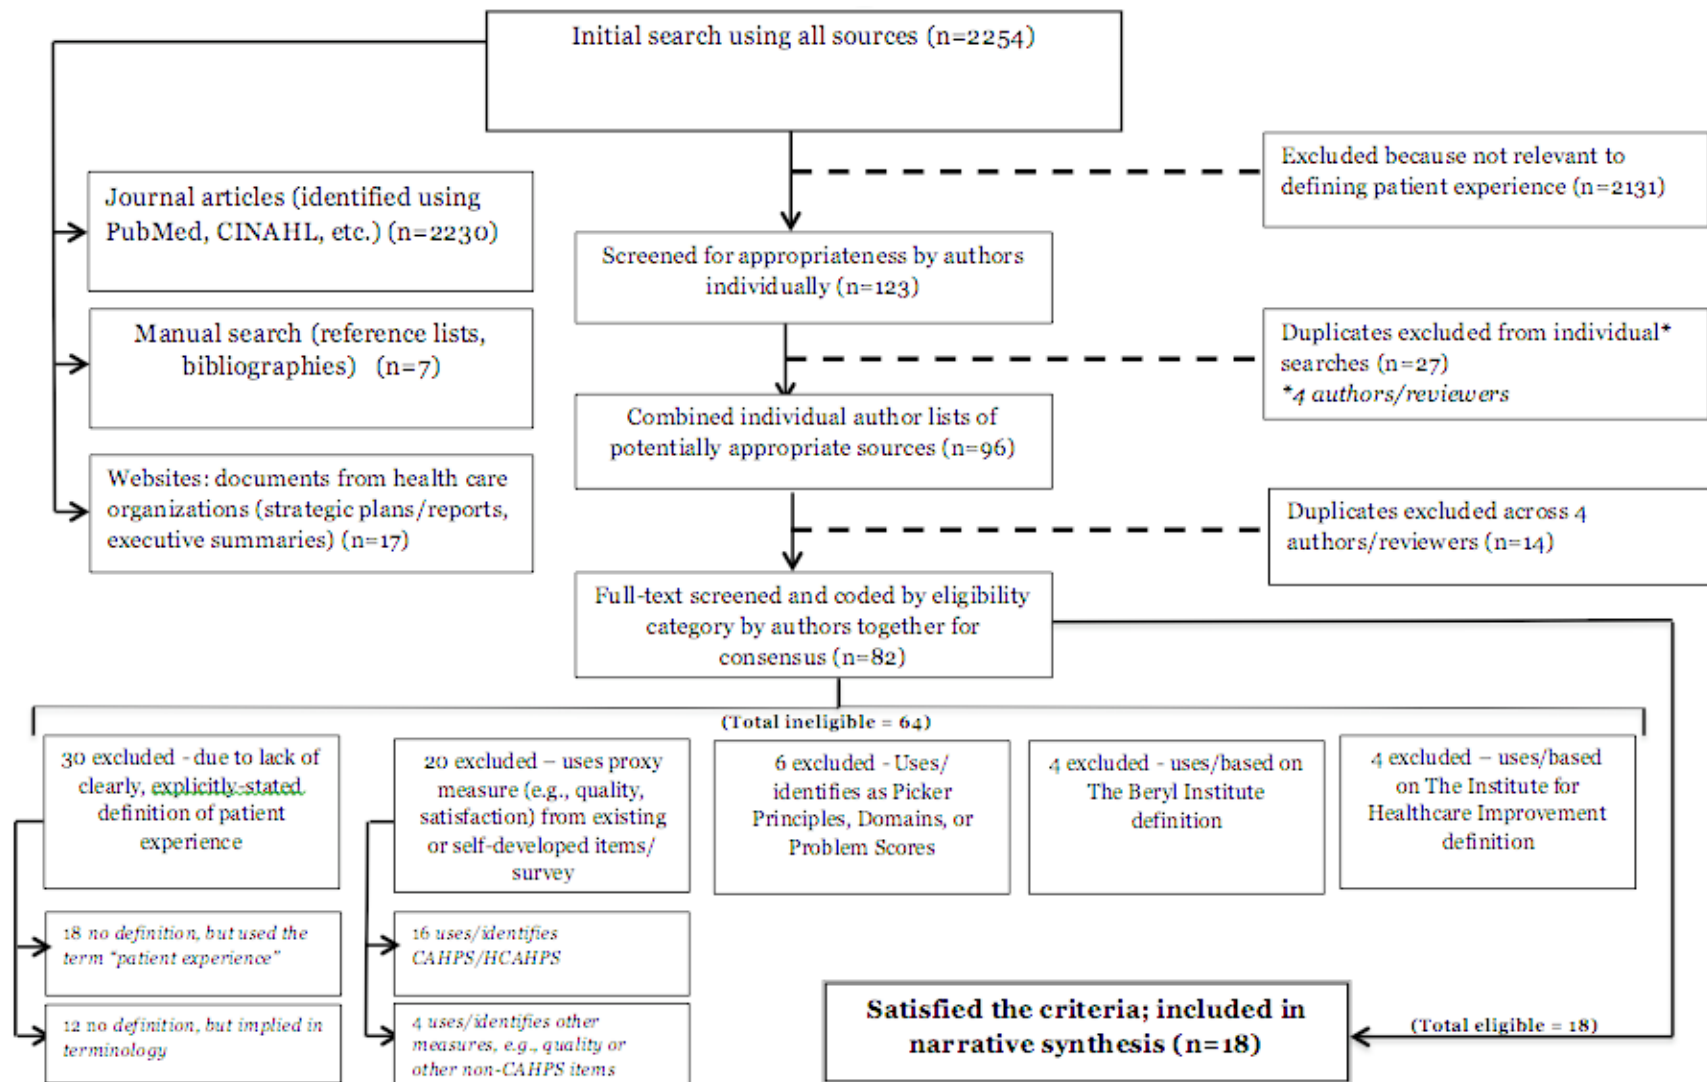 Initial search using all sources (n=2254)
Excluded because not relevant to
defining patient experience (n=2131)
Journal articles (identified using
PubMed, CINAHL, etc.) (n=2230)
Screened for appropriateness by authors
individually (n=123)
Manual search (reference lists,
bibliographies) (n=7)
Duplicates excluded from individual*
searches (n=27)
*4 authors/reviewers
Combined individual author lists of
potentially appropriate sources (n=96)
Websites: documents from health care
organizations (strategic plans/reports,
executive summaries) (n=17)
Duplicates excluded across 4
authors/reviewers (n=14)
Full-text screened and coded by eligibility
category by authors together for
consensus (n=82)
(Total ineligible = 64)
30 excluded - due to lack of
clearly, explicitly-stated
definition of patient
experience
20 excluded – uses proxy
measure (e.g., quality,
satisfaction) from existing
or self-developed items/
survey
6 excluded - Uses/
identifies as Picker
Principles, Domains, or
Problem Scores
4 excluded - uses/based on
The Beryl Institute
definition
4 excluded – uses/based
on The Institute for
Healthcare Improvement
definition
18 no definition, but used the
term "patient experience"
16 uses/identifies
CAHPS/HCAHPS
12 no definition, but implied in
terminology
4 uses/identifies other
measures, e.g., quality or
other non-CAHPS items
Satisfied the criteria; included in
narrative synthesis (n=18)
(Total eligible = 18)